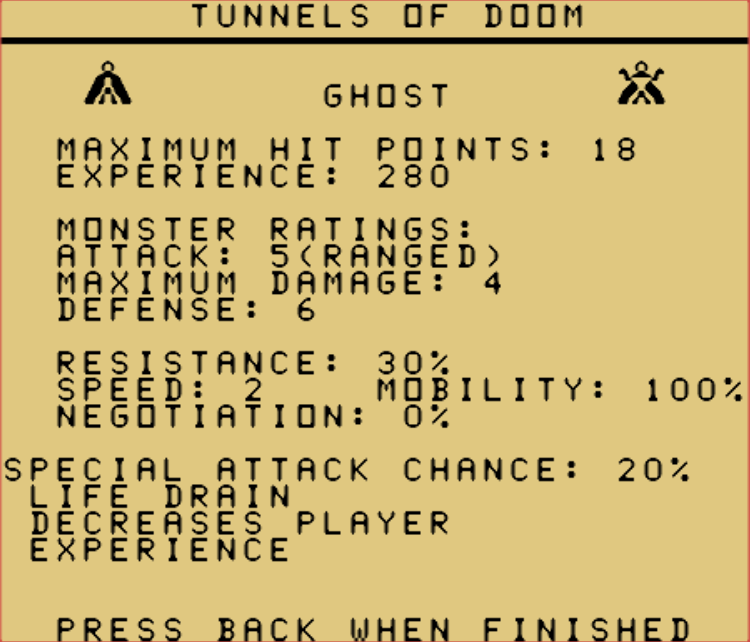 TUNNELS OF DOOM
GHOST
MAXIMUM HIT POINTS: 18
EXPERIENCE: 280
MONSTER RATINGS:
ATTACK: 5(RANGED)
MAXIMUM DAMAGE: 4
DEFENSE: 6
RESISTANCE: 30%
SPEED: 2 MOBILITY: 100%
NEGOTIATION: 0%
SPECIAL ATTACK CHANCE: 20%
LIFE DRAIN
DECREASES PLAYER
EXPERIENCE
PRESS BACK WHEN FINISHED